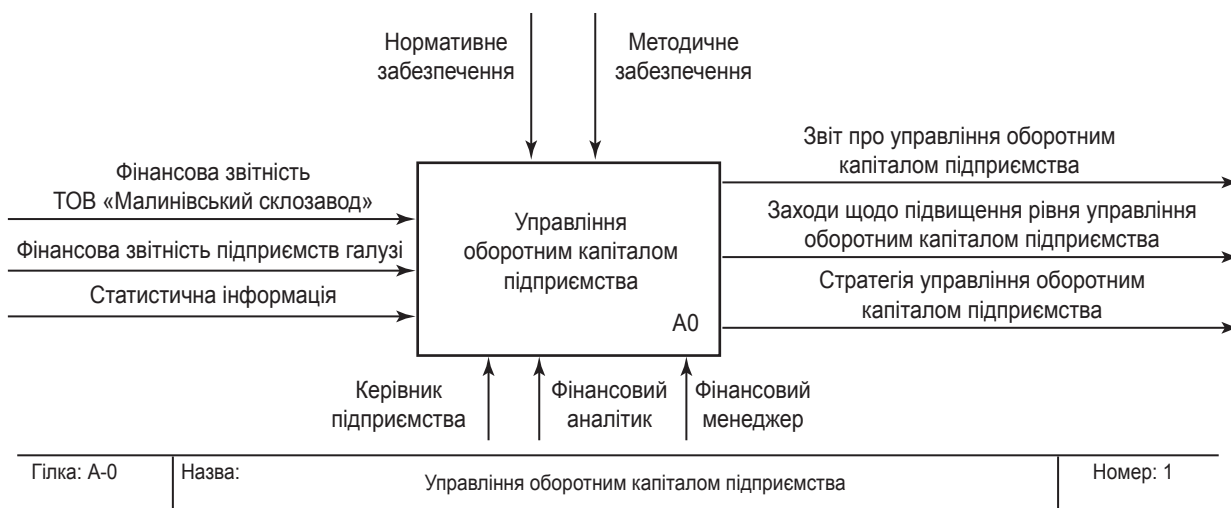 Нормативне
забезпечення
Методичне
забезпечення
Фінансова звітність
ТОВ «Малинівський склозавод»
Фінансова звітність підприємств галузі
Статистична інформація
Управління
оборотним капіталом
підприємства
А0
Звіт про управління оборотним
капіталом підприємства
Заходи щодо підвищення рівня управління
оборотним капіталом підприємства
Стратегія управління оборотним
капіталом підприємства
Керівник
підприємства
Фінансовий
аналітик
Фінансовий
менеджер
Гілка: А-0
Назва:
Управління оборотним капіталом підприємства
Номер: 1